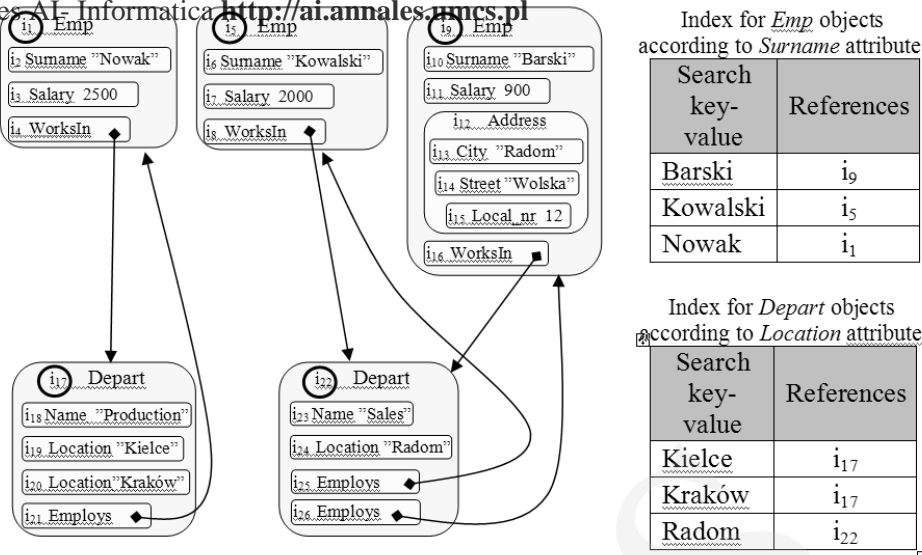 es AI- Informatica http://ai.annales.umcs.pl
i1 Emp
i2 Surname "Nowak"
i3 Salary 2500
i4 WorksIn
i5 Emp
i6 Surname "Kowalski"
i7 Salary 2000
i8 WorksIn
i9 Emp
i10 Surname "Barski"
i11 Salary 900
i12 Address
i13 City "Radom"
i14 Street "Wolska"
i15 Local_nr 12
i16 WorksIn
i17 Depart
i18 Name "Production"
i19 Location "Kielce"
i20 Location"Kraków"
i21 Employs
i22 Depart
i23 Name "Sales"
i24 Location "Radom"
i25 Employs
i26 Employs
Index for Emp objects
according to Surname attribute
Search
key-
value
References
Barski i9
Kowalski i5
Nowak i1
Index for Depart objects
according to Location attribute
Search
key-
value
References
Kielce i17
Kraków i17
Radom i22